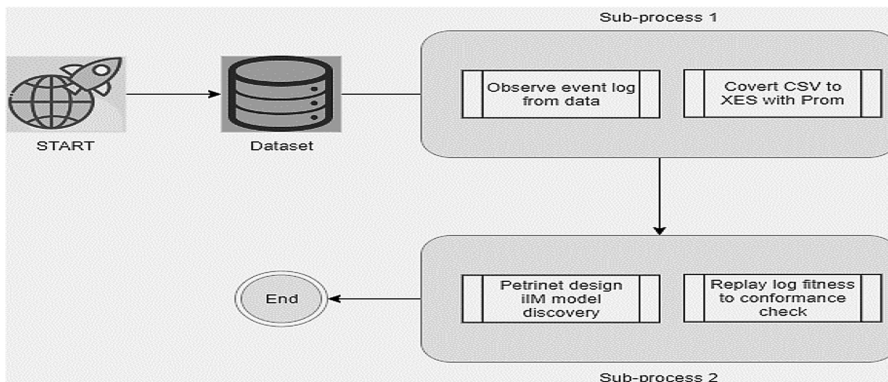 Sub-process 1
Observe event log
from data
Covert CSV to
XES with Prom
START
Dataset
Petrinet design
iIM model
discovery
Replay log fitness
to conformance
check
End
Sub-process 2